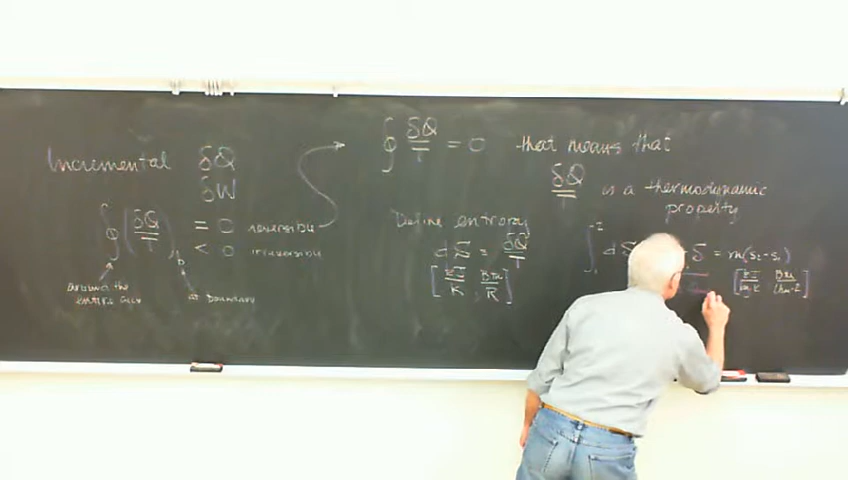 Incremental δQ
δW
∮(δQ/T)b = 0 reversible
< 0 irreversible
around the
entire cycle
at boundary
∮ δQ/T = 0 that means that
δQ/T is a thermodynamic
property
Define entropy
dS = δQ/T
[kJ/K, Btu/R]
∫₁² dS
S = m(s₂-s₁)
[kJ/kg·K Btu/lbm·R]